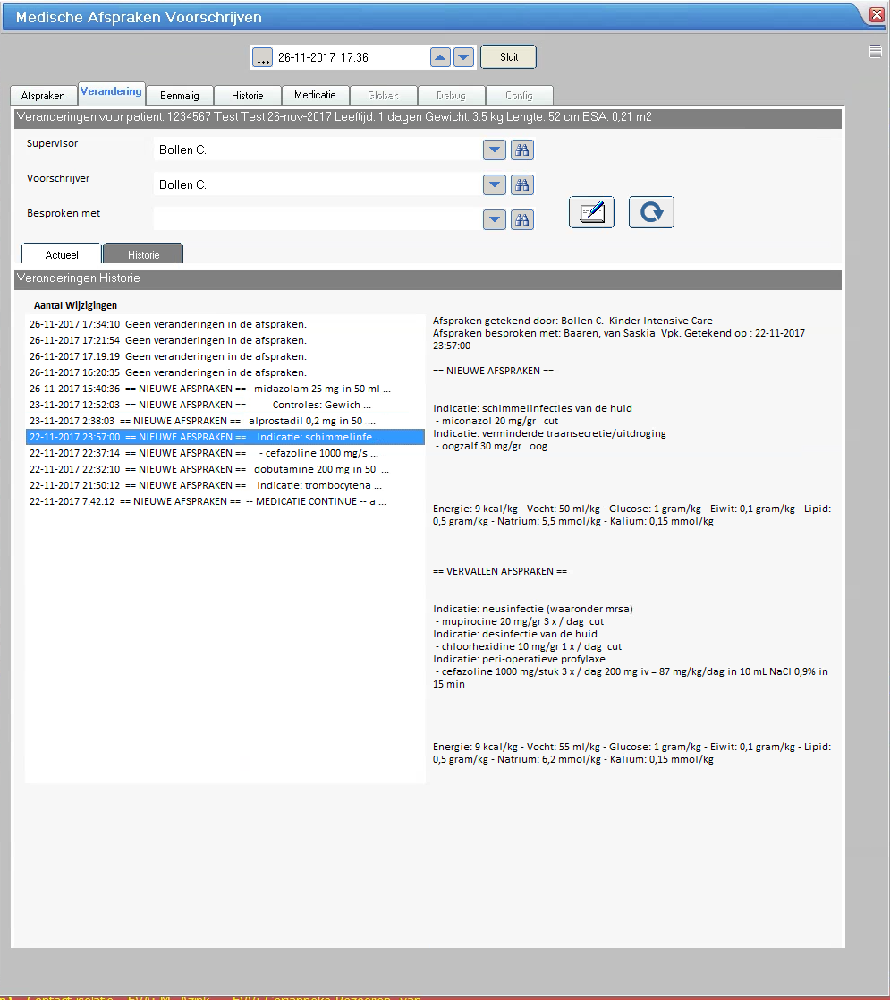 Medische Afspraken Voorschrijven
... 26-11-2017 17:36 Sluit
Afspraken Verandering Eenmalig Historie Medicatie Globak Debug Config
Veranderingen voor patient: 1234567 Test Test 26-nov-2017 Leeftijd: 1 dagen Gewicht: 3,5 kg Lengte: 52 cm BSA: 0,21 m2
Supervisor Bollen C.
Voorschrijver Bollen C.
Besproken met
Actueel Historie
Veranderingen Historie
Aantal Wijzigingen
26-11-2017 17:34:10 Geen veranderingen in de afspraken.
26-11-2017 17:21:54 Geen veranderingen in de afspraken.
26-11-2017 17:19:19 Geen veranderingen in de afspraken.
26-11-2017 16:20:35 Geen veranderingen in de afspraken.
26-11-2017 15:40:36 == NIEUWE AFSPRAKEN == midazolam 25 mg in 50 ml ...
23-11-2017 12:52:03 == NIEUWE AFSPRAKEN == Controles: Gewich ...
23-11-2017 2:38:03 == NIEUWE AFSPRAKEN == alprostadil 0,2 mg in 50 ...
22-11-2017 23:57:00 == NIEUWE AFSPRAKEN == Indicatie: schimmelinfe ...
22-11-2017 22:37:14 == NIEUWE AFSPRAKEN == - cefazoline 1000 mg/s ...
22-11-2017 22:32:10 == NIEUWE AFSPRAKEN == dobutamine 200 mg in 50 ...
22-11-2017 21:50:12 == NIEUWE AFSPRAKEN == Indicatie: trombocytena ...
22-11-2017 7:42:12 == NIEUWE AFSPRAKEN == -- MEDICATIE CONTINUE -- a ...
Afspraken getekend door: Bollen C. Kinder Intensive Care
Afspraken besproken met: Baaren, van Saskia Vpk. Getekend op : 22-11-2017
23:57:00
== NIEUWE AFSPRAKEN ==
Indicatie: schimmelinfecties van de huid
- miconazol 20 mg/gr cut
Indicatie: verminderde traansecretie/uitdroging
- oogzalf 30 mg/gr oog
Energie: 9 kcal/kg - Vocht: 50 ml/kg - Glucose: 1 gram/kg - Eiwit: 0,1 gram/kg - Lipid:
0,5 gram/kg - Natrium: 5,5 mmol/kg - Kalium: 0,15 mmol/kg
== VERVALLEN AFSPRAKEN ==
Indicatie: neusinfectie (waaronder mrsa)
- mupirocine 20 mg/gr 3 x / dag cut
Indicatie: desinfectie van de huid
- chloorhexidine 10 mg/gr 1 x / dag cut
Indicatie: peri-operatieve profylaxe
- cefazoline 1000 mg/stuk 3 x / dag 200 mg iv = 87 mg/kg/dag in 10 mL NaCl 0,9% in
15 min
Energie: 9 kcal/kg - Vocht: 55 ml/kg - Glucose: 1 gram/kg - Eiwit: 0,1 gram/kg - Lipid:
0,5 gram/kg - Natrium: 6,2 mmol/kg - Kalium: 0,15 mmol/kg